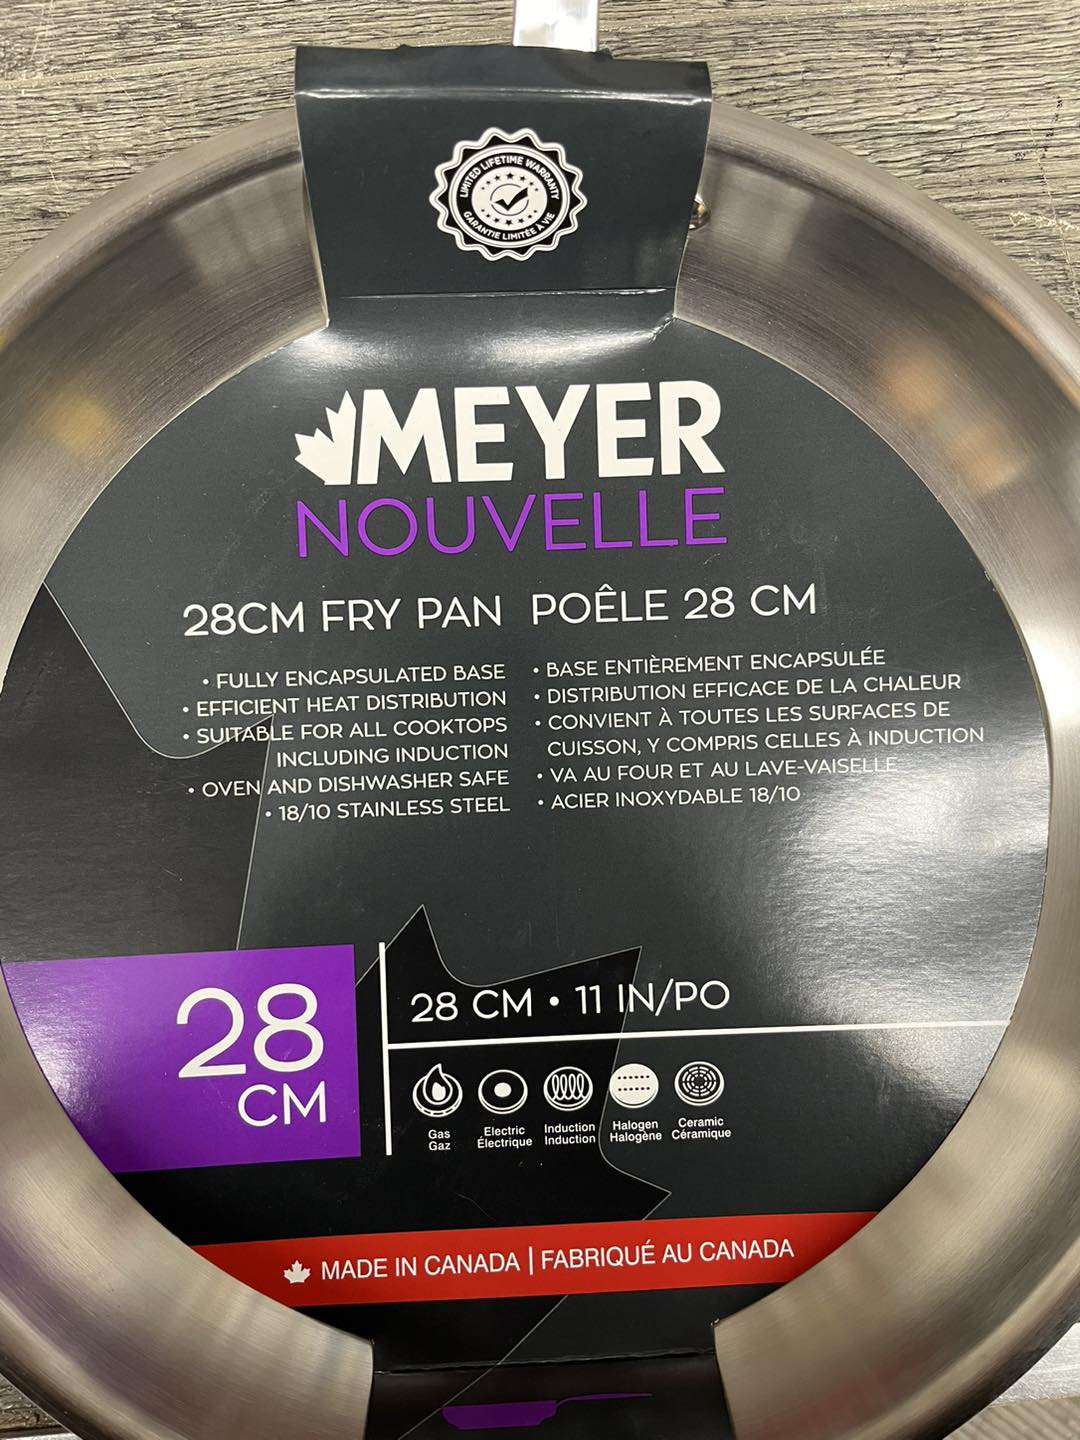 LIMITED LIFETIME WARRANTY
GARANTIE LIMITÉE À VIE
MEYER
NOUVELLE
28CM FRY PAN
• FULLY ENCAPSULATED BASE
• EFFICIENT HEAT DISTRIBUTION
• SUITABLE FOR ALL COOKTOPS
INCLUDING INDUCTION
• OVEN AND DISHWASHER SAFE
• 18/10 STAINLESS STEEL
POÊLE 28 CM
• BASE ENTIÈREMENT ENCAPSULÉE
• DISTRIBUTION EFFICACE DE LA CHALEUR
• CONVIENT À TOUTES LES SURFACES DE
CUISSON, Y COMPRIS CELLES À INDUCTION
• VA AU FOUR ET AU LAVE-VAISELLE
• ACIER INOXYDABLE 18/10
28
CM
28 CM • 11 IN/PO
Gas
Gaz
Electric
Électrique
Induction
Induction
Halogen
Halogène
Ceramic
Céramique
MADE IN CANADA | FABRIQUÉ AU CANADA